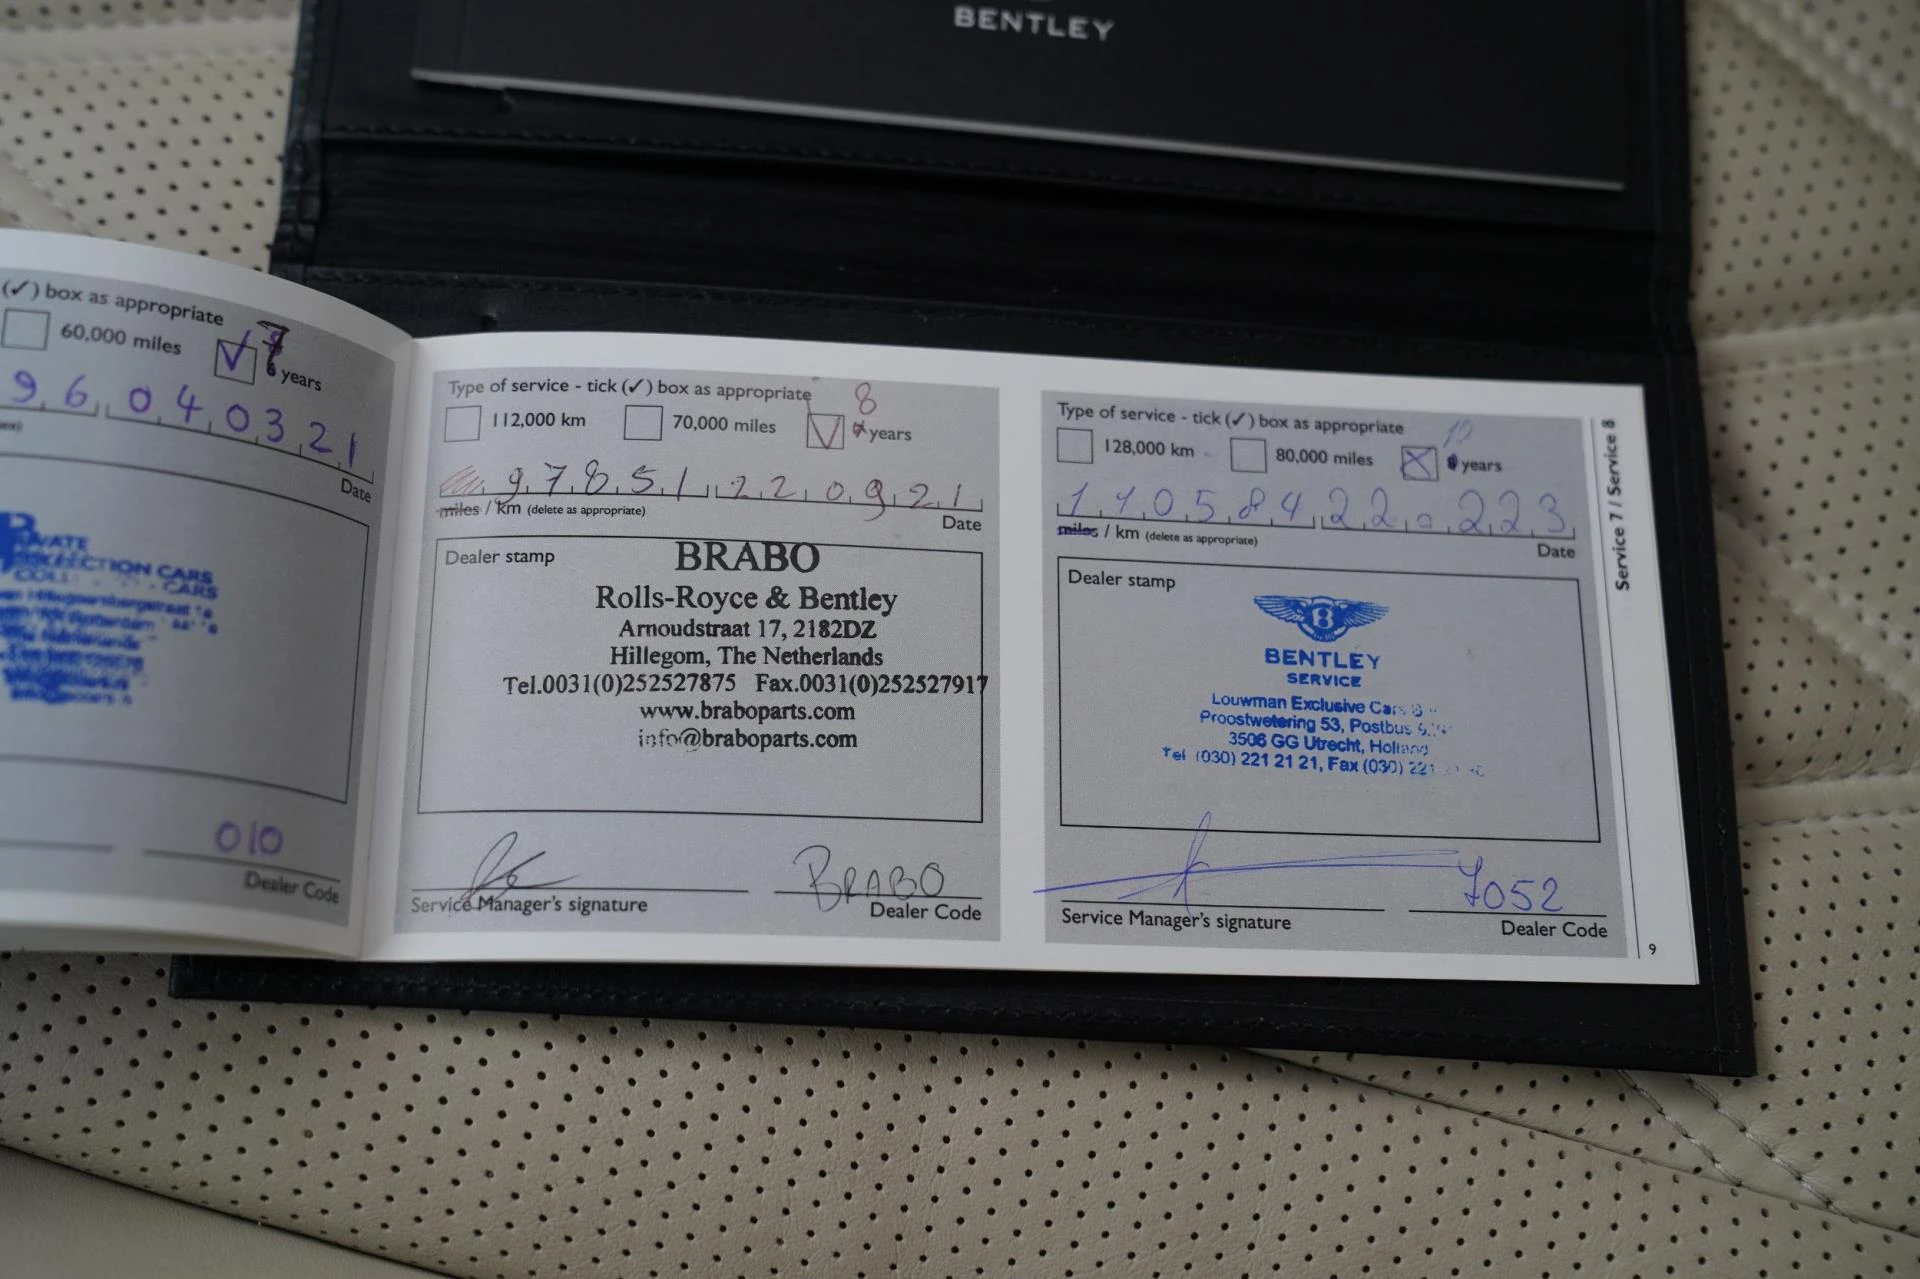 BENTLEY
(✓) box as appropriate
60,000 miles
7
6 years
9 6 0 4 0 3 2 1
Date
COLLECTION CARS
CARS
010
Dealer Code
Type of service - tick (✓) box as appropriate
8
112,000 km 70,000 miles years
9 7 8 5 1 2 2 0 9 2 1
miles / km (delete as appropriate) Date
Dealer stamp
BRABO
Rolls-Royce & Bentley
Arnoudstraat 17, 2182DZ
Hillegom, The Netherlands
Tel.0031(0)252527875 Fax.0031(0)252527917
www.braboparts.com
info@braboparts.com
BRABO
Service Manager's signature Dealer Code
Type of service - tick (✓) box as appropriate
10
128,000 km 80,000 miles years
1 1 0 5 8 4 2 2 0 2 2 3
miles / km (delete as appropriate) Date
Dealer stamp
B
BENTLEY
SERVICE
Louwman Exclusive Cars
Proostwetering 53, Postbus
3506 GG Utrecht, Holland
Tel (030) 221 21 21, Fax (030) 221
7052
Service Manager's signature Dealer Code
Service 7 / Service 8
9